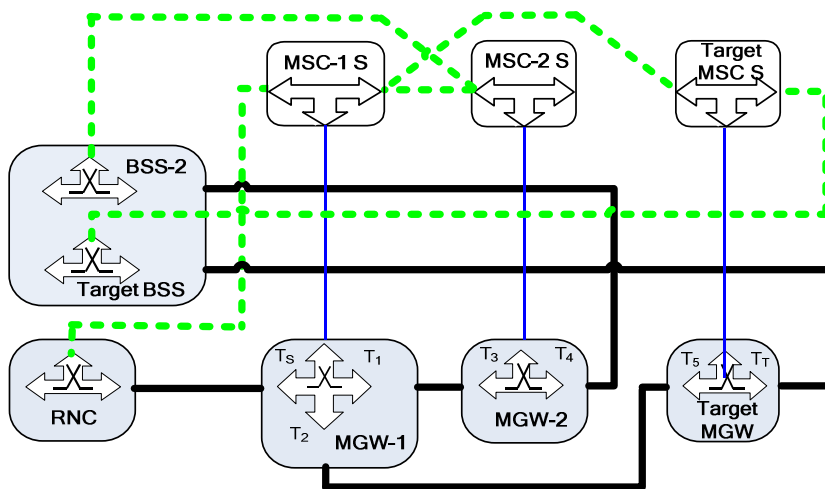 MSC-1 S
MSC-2 S
Target
MSC S
BSS-2
Target BSS
RNC
TS
T1
T2
MGW-1
T3
T4
MGW-2
T5
TT
Target
MGW